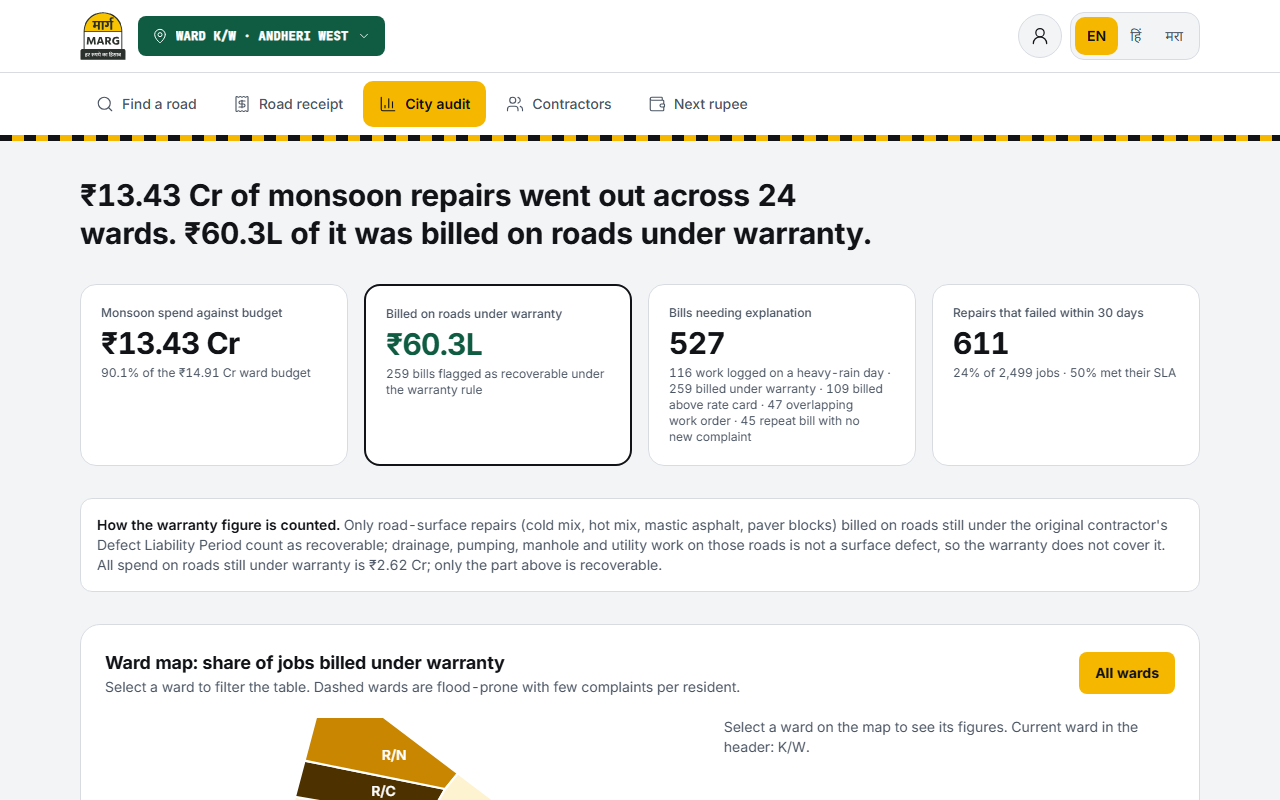 मार्ग
MARG
हर रुपये का हिसाब
WARD K/W · ANDHERI WEST
EN
हिं
मरा
Find a road
Road receipt
City audit
Contractors
Next rupee
₹13.43 Cr of monsoon repairs went out across 24
wards. ₹60.3L of it was billed on roads under warranty.
Monsoon spend against budget
₹13.43 Cr
90.1% of the ₹14.91 Cr ward budget
Billed on roads under warranty
₹60.3L
259 bills flagged as recoverable under
the warranty rule
Bills needing explanation
527
116 work logged on a heavy-rain day ·
259 billed under warranty · 109 billed
above rate card · 47 overlapping
work order · 45 repeat bill with no
new complaint
Repairs that failed within 30 days
611
24% of 2,499 jobs · 50% met their SLA
How the warranty figure is counted. Only road-surface repairs (cold mix, hot mix, mastic asphalt, paver blocks) billed on roads still under the original contractor's
Defect Liability Period count as recoverable; drainage, pumping, manhole and utility work on those roads is not a surface defect, so the warranty does not cover it.
All spend on roads still under warranty is ₹2.62 Cr; only the part above is recoverable.
Ward map: share of jobs billed under warranty
Select a ward to filter the table. Dashed wards are flood-prone with few complaints per resident.
All wards
R/N
R/C
Select a ward on the map to see its figures. Current ward in the
header: K/W.